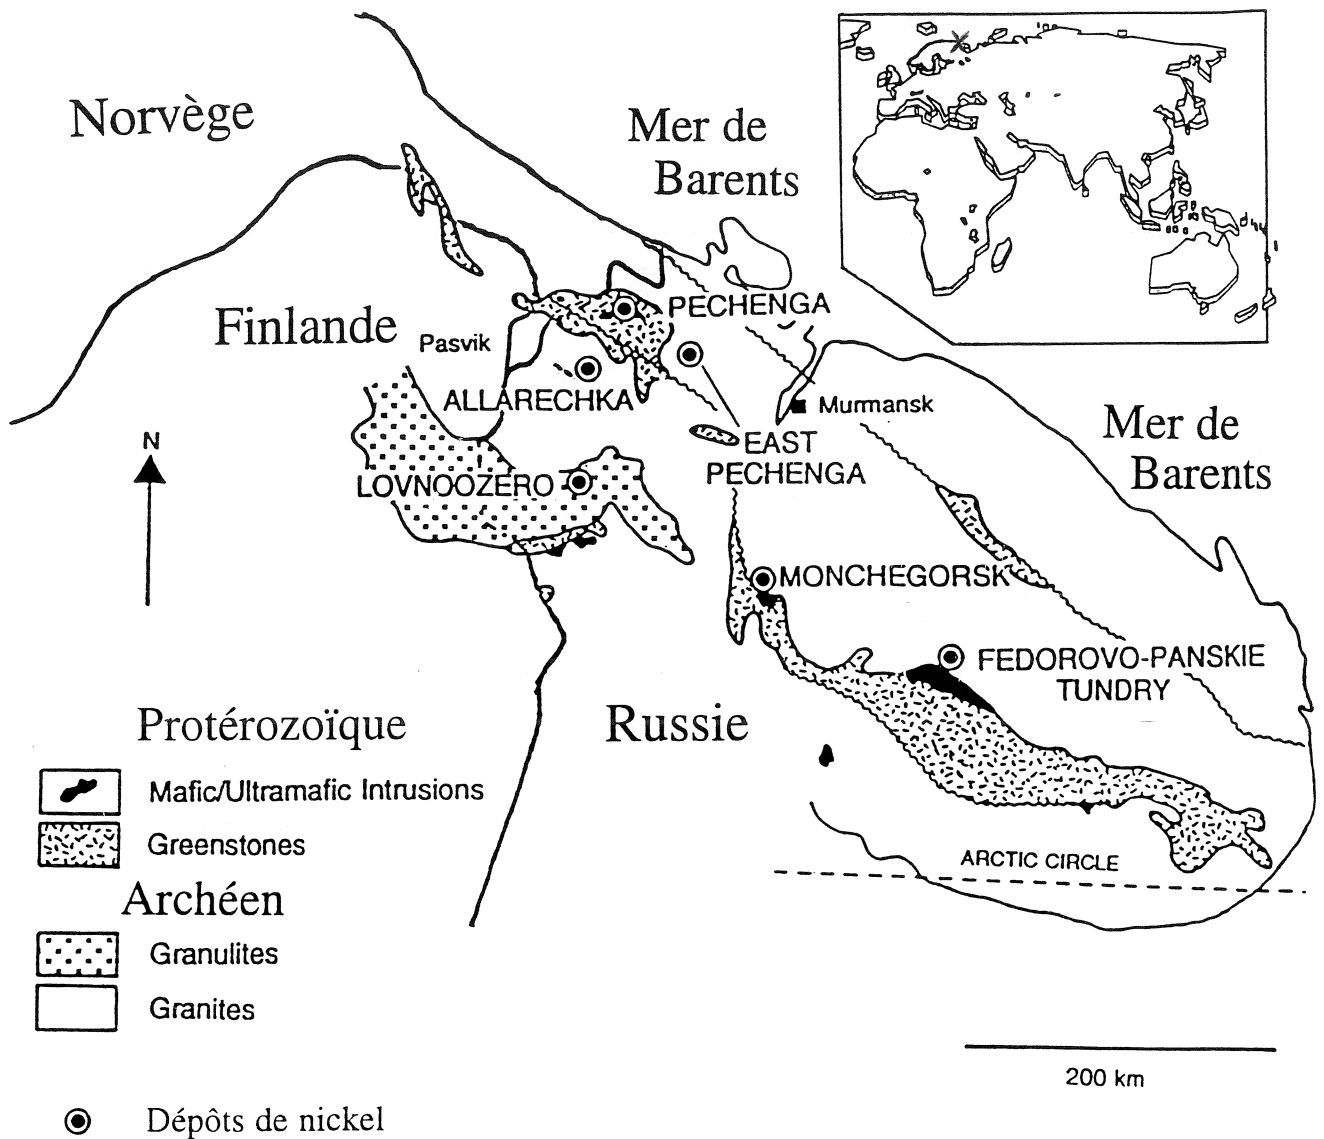 Norvège
Mer de
Barents
Finlande
Pasvik
PECHENGA
ALLARECHKA
Murmansk
EAST
PECHENGA
Mer de
Barents
N
LOVNOOZERO
MONCHEGORSK
FEDOROVO-PANSKIE
TUNDRY
Russie
Protérozoïque
Mafic/Ultramafic Intrusions
Greenstones
ARCTIC CIRCLE
Archéen
Granulites
Granites
200 km
Dépôts de nickel